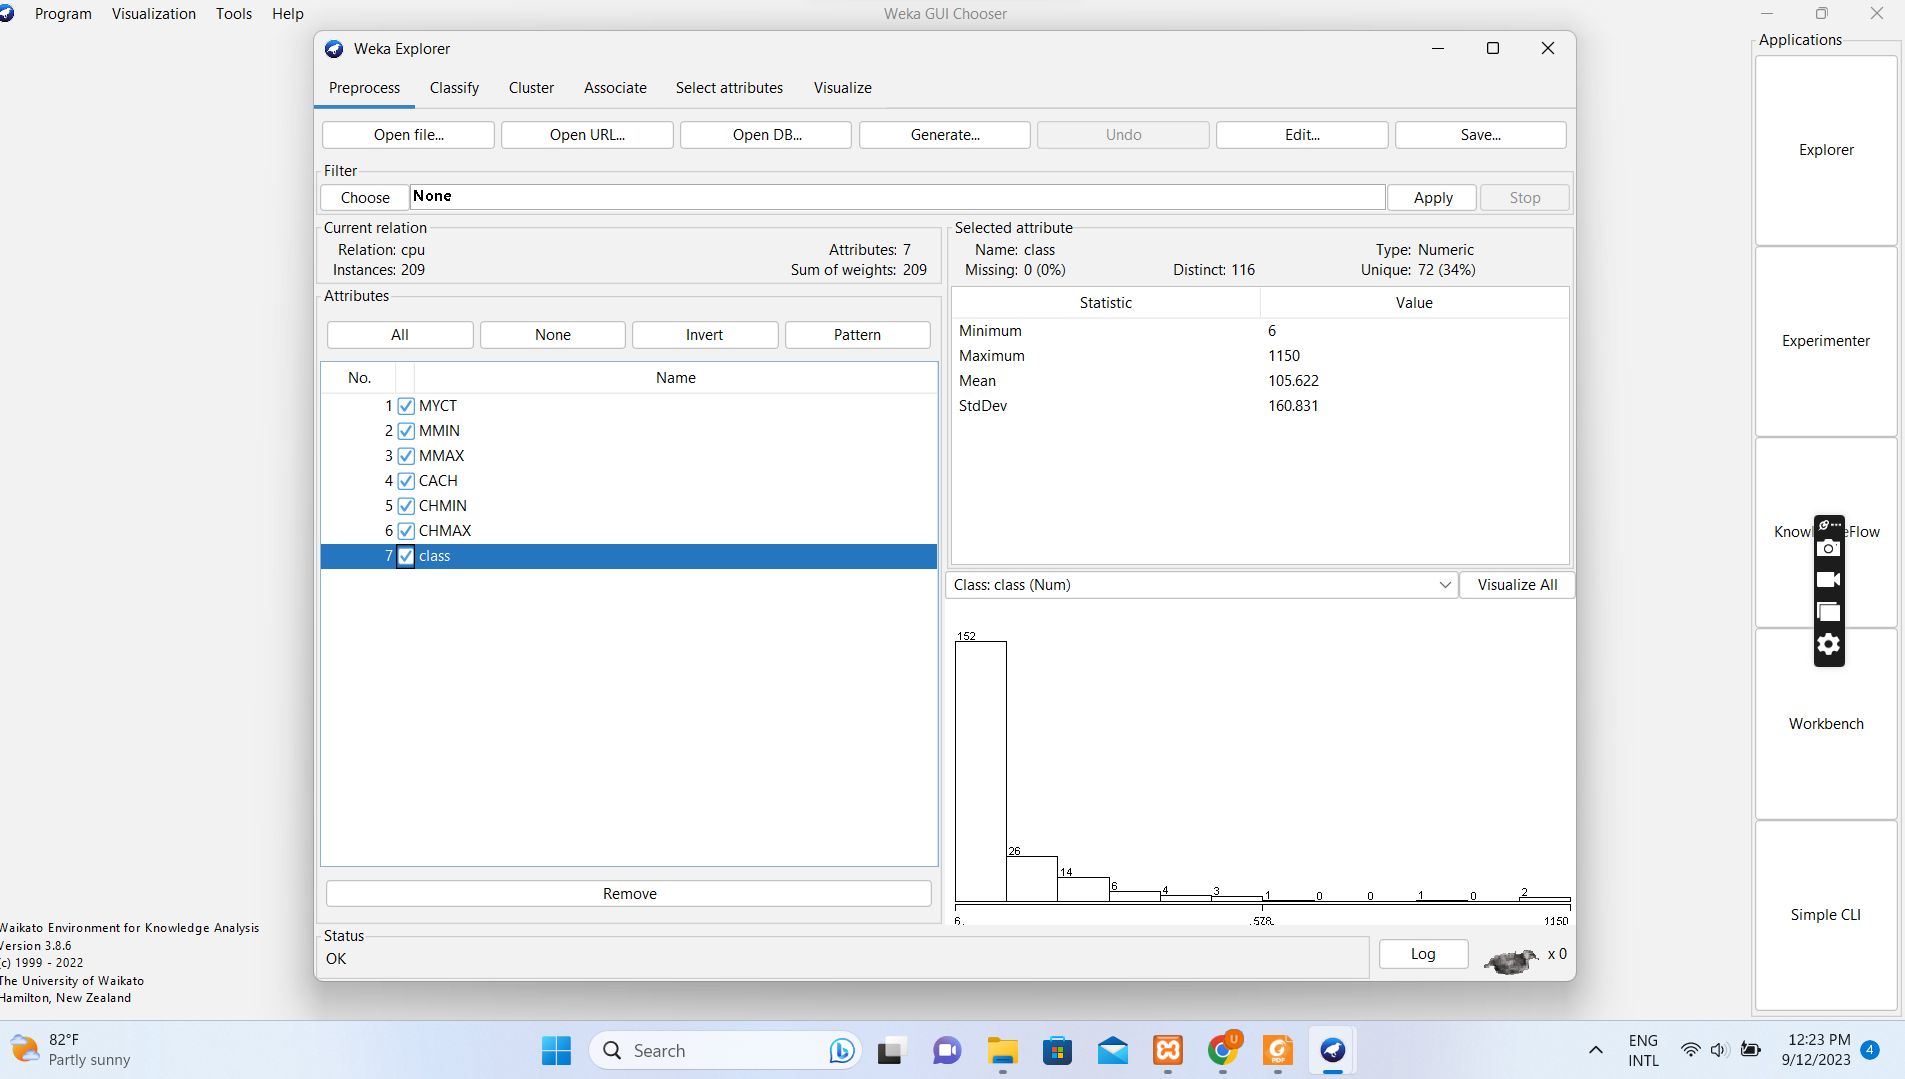 Program Visualization Tools Help
Weka GUI Chooser
Applications
Weka Explorer
Preprocess Classify Cluster Associate Select attributes Visualize
Open file... Open URL... Open DB... Generate... Undo Edit... Save...
Filter
Choose None Apply Stop
Current relation
Relation: cpu Attributes: 7
Instances: 209 Sum of weights: 209
Attributes
All None Invert Pattern
No. Name
1 MYCT
2 MMIN
3 MMAX
4 CACH
5 CHMIN
6 CHMAX
7 class
Remove
Selected attribute
Name: class Type: Numeric
Missing: 0 (0%) Distinct: 116 Unique: 72 (34%)
Statistic Value
Minimum 6
Maximum 1150
Mean 105.622
StdDev 160.831
Class: class (Num) Visualize All
152
26
14
6
4
3
1
0
0
1
0
2
6 578 1150
Status
OK
Log x 0
Explorer
Experimenter
Workbench
Simple CLI
Waikato Environment for Knowledge Analysis
Version 3.8.6
(c) 1999 - 2022
The University of Waikato
Hamilton, New Zealand
82°F
Partly sunny
Search
U
PDF
ENG
INTL
12:23 PM
9/12/2023
4